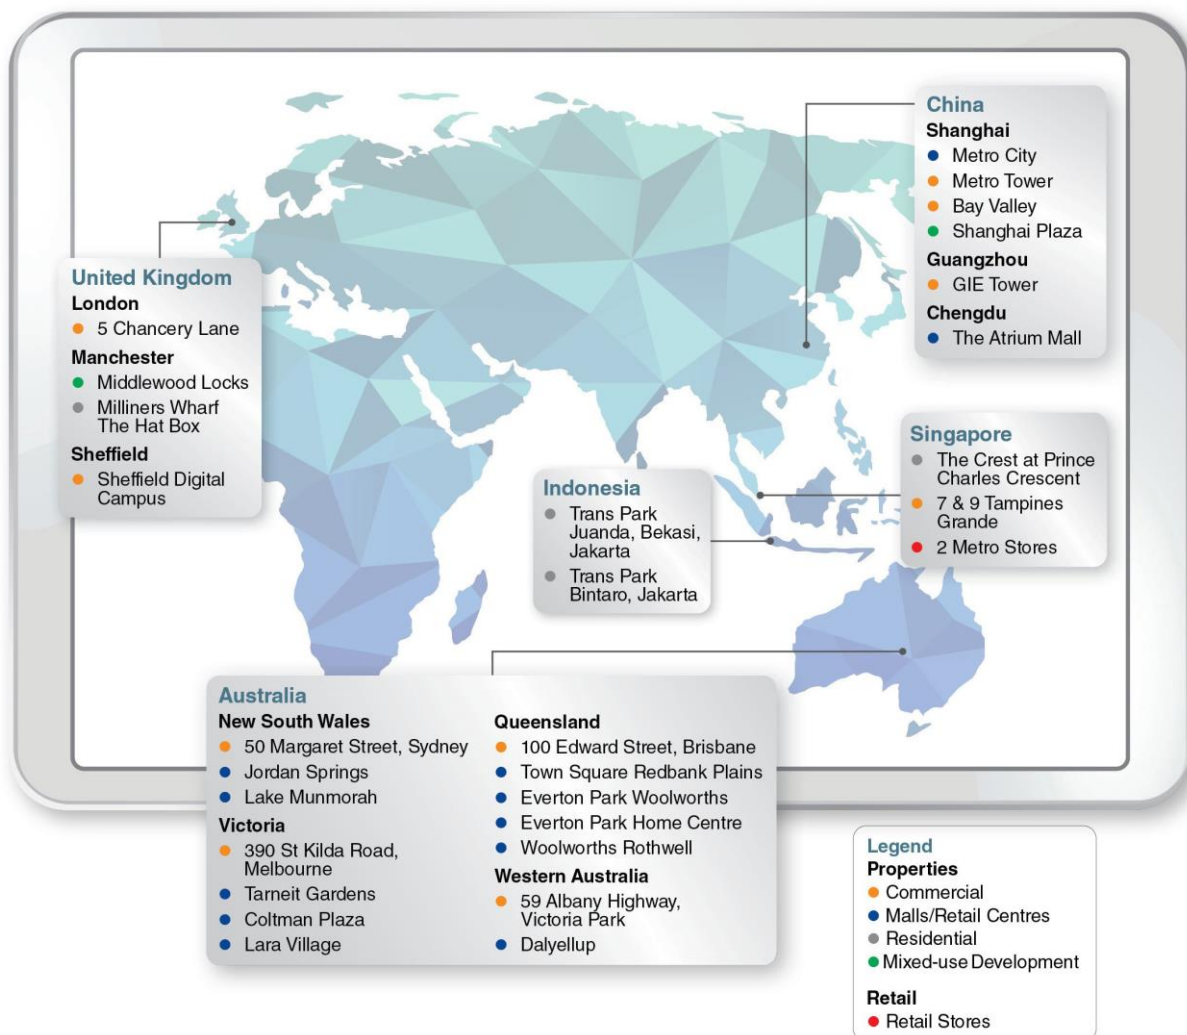 China
Shanghai
Metro City
Metro Tower
Bay Valley
Shanghai Plaza
Guangzhou
GIE Tower
Chengdu
The Atrium Mall
United Kingdom
London
5 Chancery Lane
Manchester
Middlewood Locks
Milliners Wharf
The Hat Box
Sheffield
Sheffield Digital
Campus
Singapore
The Crest at Prince
Charles Crescent
7 & 9 Tampines
Grande
2 Metro Stores
Indonesia
Trans Park
Juanda, Bekasi,
Jakarta
Trans Park
Bintaro, Jakarta
Australia
New South Wales
50 Margaret Street, Sydney
Jordan Springs
Lake Munmorah
Victoria
390 St Kilda Road,
Melbourne
Tarneit Gardens
Coltman Plaza
Lara Village
Queensland
100 Edward Street, Brisbane
Town Square Redbank Plains
Everton Park Woolworths
Everton Park Home Centre
Woolworths Rothwell
Western Australia
59 Albany Highway,
Victoria Park
Dalyellup
Legend
Properties
Commercial
Malls/Retail Centres
Residential
Mixed-use Development
Retail
Retail Stores